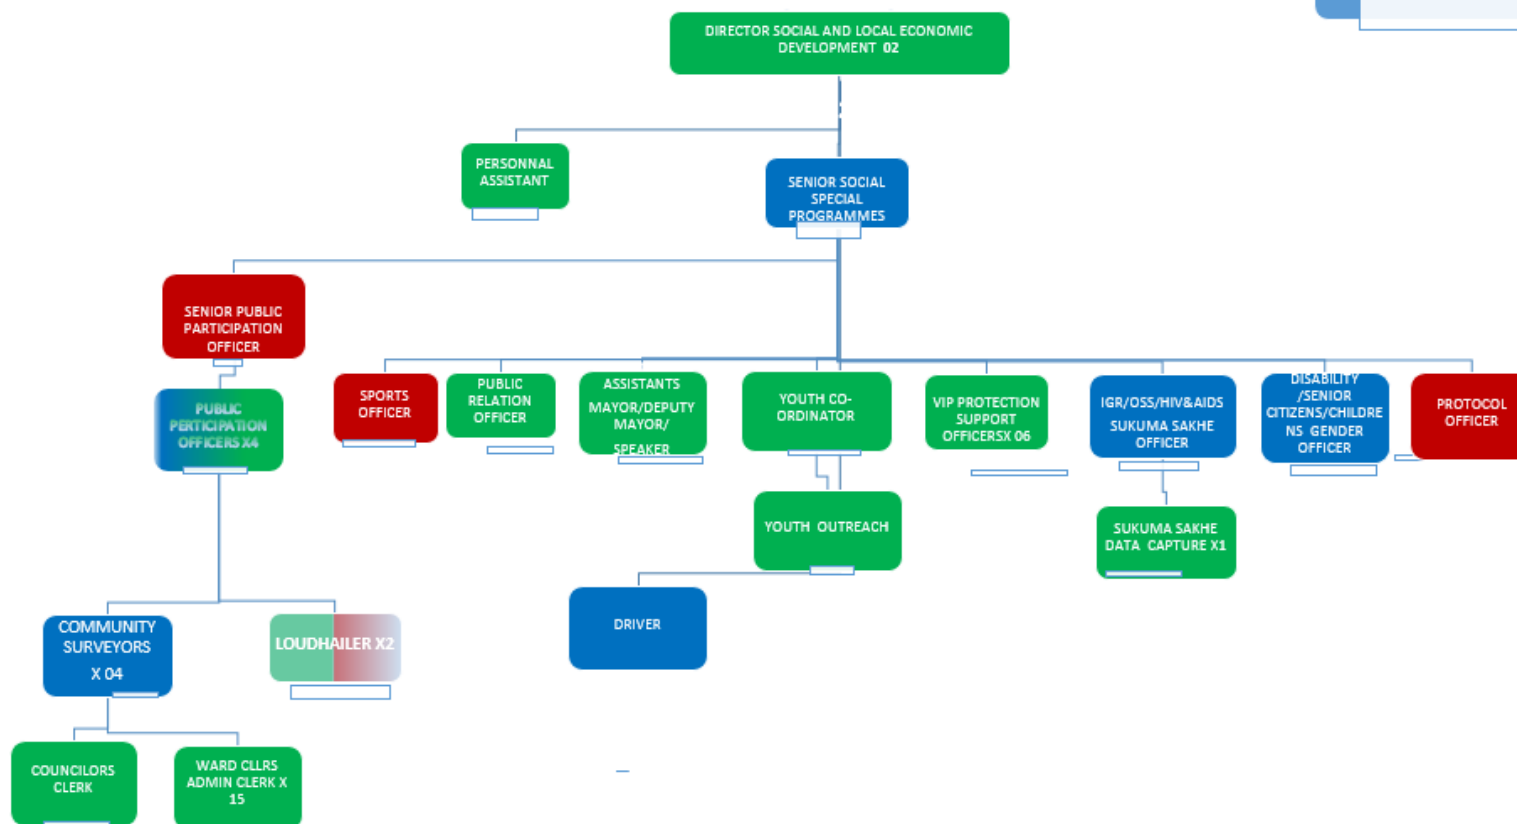 DIRECTOR SOCIAL AND LOCAL ECONOMIC
DEVELOPMENT 02
PERSONNAL
ASSISTANT
SENIOR SOCIAL
SPECIAL
PROGRAMMES
SENIOR PUBLIC
PARTICIPATION
OFFICER
PUBLIC
PERTICIPATION
OFFICERS X4
SPORTS
OFFICER
PUBLIC
RELATION
OFFICER
ASSISTANTS
MAYOR/DEPUTY
MAYOR/
SPEAKER
YOUTH CO-
ORDINATOR
VIP PROTECTION
SUPPORT
OFFICERSX 06
IGR/OSS/HIV&AIDS
SUKUMA SAKHE
OFFICER
DISABILITY
/SENIOR
CITIZENS/CHILDRE
NS GENDER
OFFICER
PROTOCOL
OFFICER
YOUTH OUTREACH
SUKUMA SAKHE
DATA CAPTURE X1
DRIVER
COMMUNITY
SURVEYORS
X 04
LOUDHAILER X2
COUNCILORS
CLERK
WARD CLLRS
ADMIN CLERK X
15